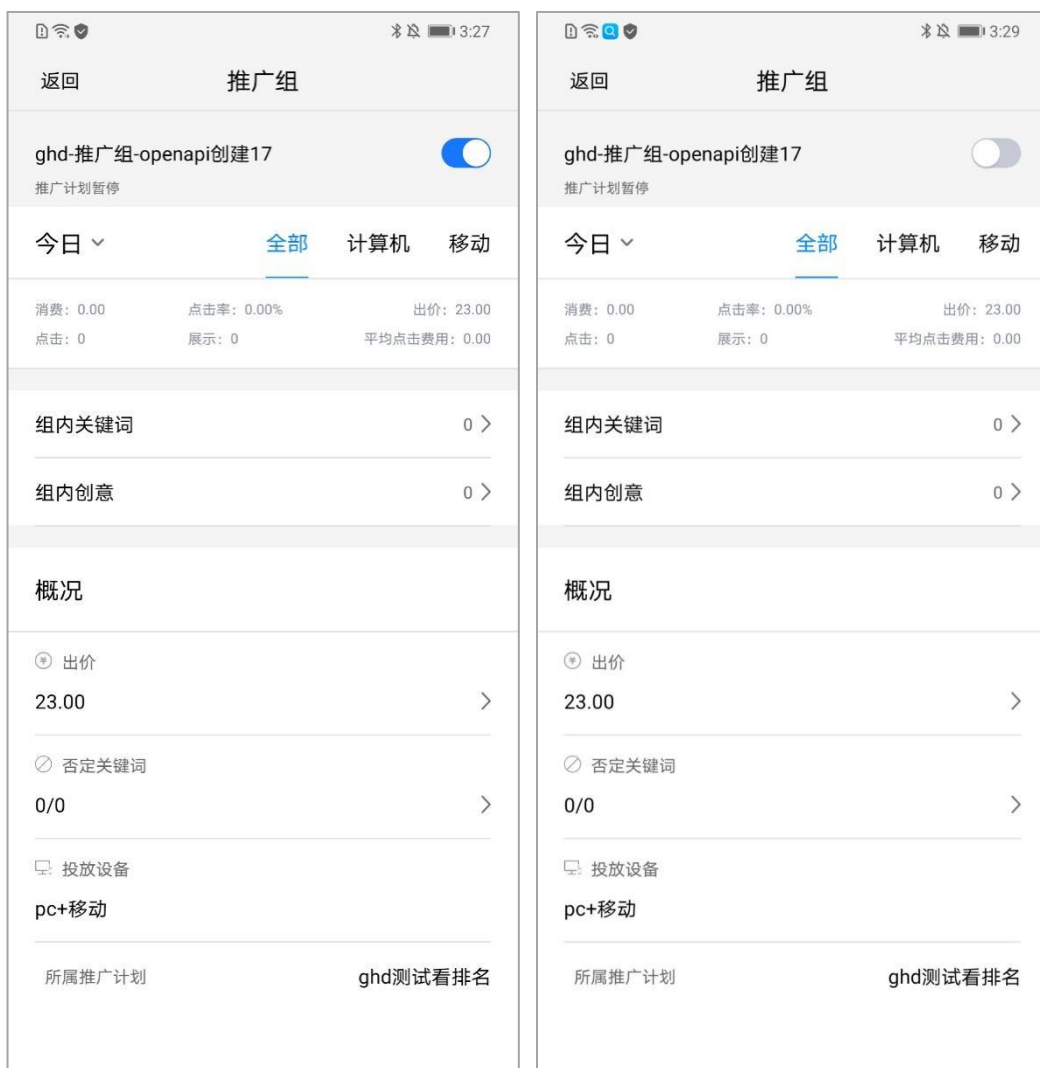 3:27
返回 推广组
ghd-推广组-openapi创建17
推广计划暂停
今日 全部 计算机 移动
消费: 0.00 点击率: 0.00% 出价: 23.00
点击: 0 展示: 0 平均点击费用: 0.00
组内关键词 0
组内创意 0
概况
出价
23.00
否定关键词
0/0
投放设备
pc+移动
所属推广计划 ghd测试看排名
3:29
返回 推广组
ghd-推广组-openapi创建17
推广计划暂停
今日 全部 计算机 移动
消费: 0.00 点击率: 0.00% 出价: 23.00
点击: 0 展示: 0 平均点击费用: 0.00
组内关键词 0
组内创意 0
概况
出价
23.00
否定关键词
0/0
投放设备
pc+移动
所属推广计划 ghd测试看排名